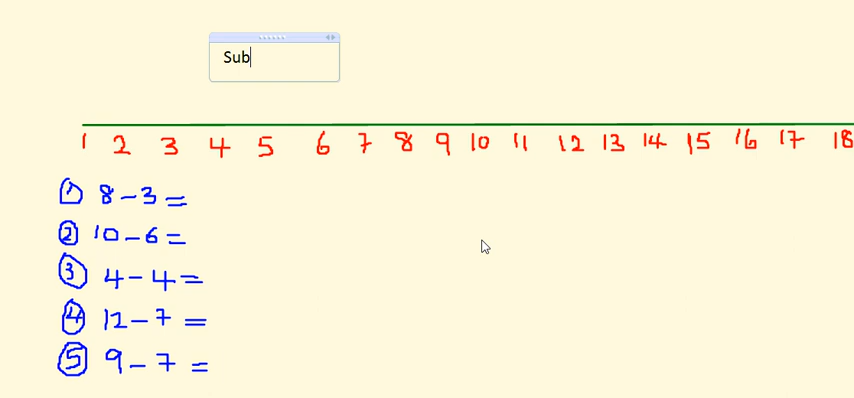 Sub
1 2 3 4 5 6 7 8 9 10 11 12 13 14 15 16 17 18
① 8-3=
② 10-6=
③ 4-4=
④ 12-7=
⑤ 9-7=